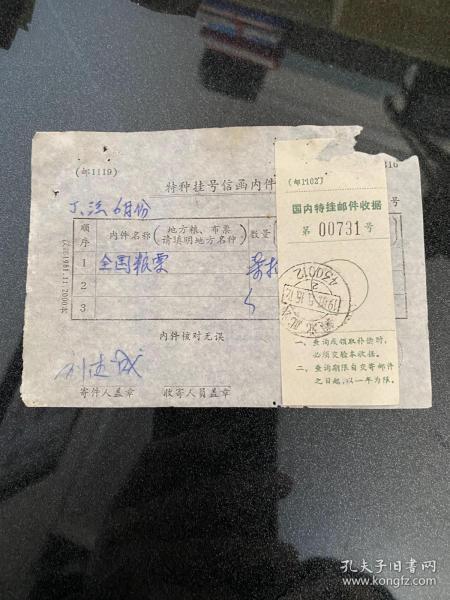 (邮1119)
316
特种挂号信函内件
号
6月份
顺序
内件名称(地方粮、布票请填明地方名种)
数量
1 全国粮票
2
3
内件核对无误
寄件人盖章 收寄人员盖章
(邮1102)
国内特挂邮件收据
第 00731 号
450012
一、查询或领取补偿时,
必须交验本收据。
二、查询期限自交寄邮件
之日起以一年为限。
孔夫子旧书网
www.kongfz.com